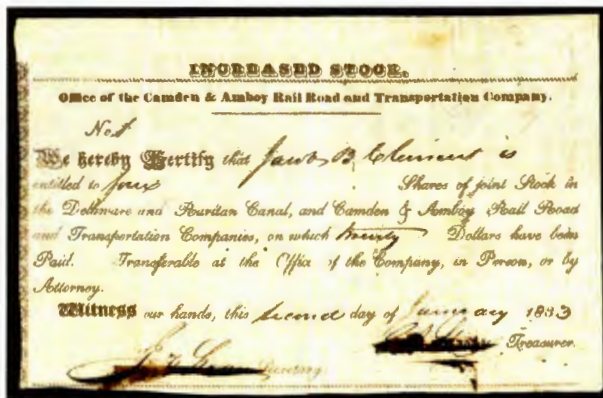 INCREASED STOCK.
Office of the Camden & Amboy Rail Road and Transportation Company.
No 1
We hereby Certify that Jacob B. Clement is
entitled to four Shares of joint Stock in
the Delaware and Raritan Canal, and Camden & Amboy Rail Road
and Transportation Companies, on which twenty Dollars have been
Paid. Transferable at the Office of the Company, in Person, or by
Attorney.
Witness our hands, this second day of January 1833
Treasurer.
Secretary.